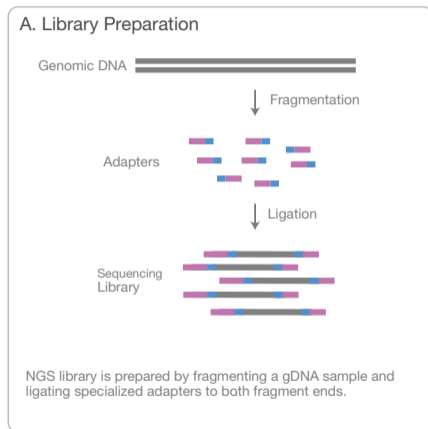 A. Library Preparation
Genomic DNA
Fragmentation
Adapters
Ligation
Sequencing
Library
NGS library is prepared by fragmenting a gDNA sample and
ligating specialized adapters to both fragment ends.